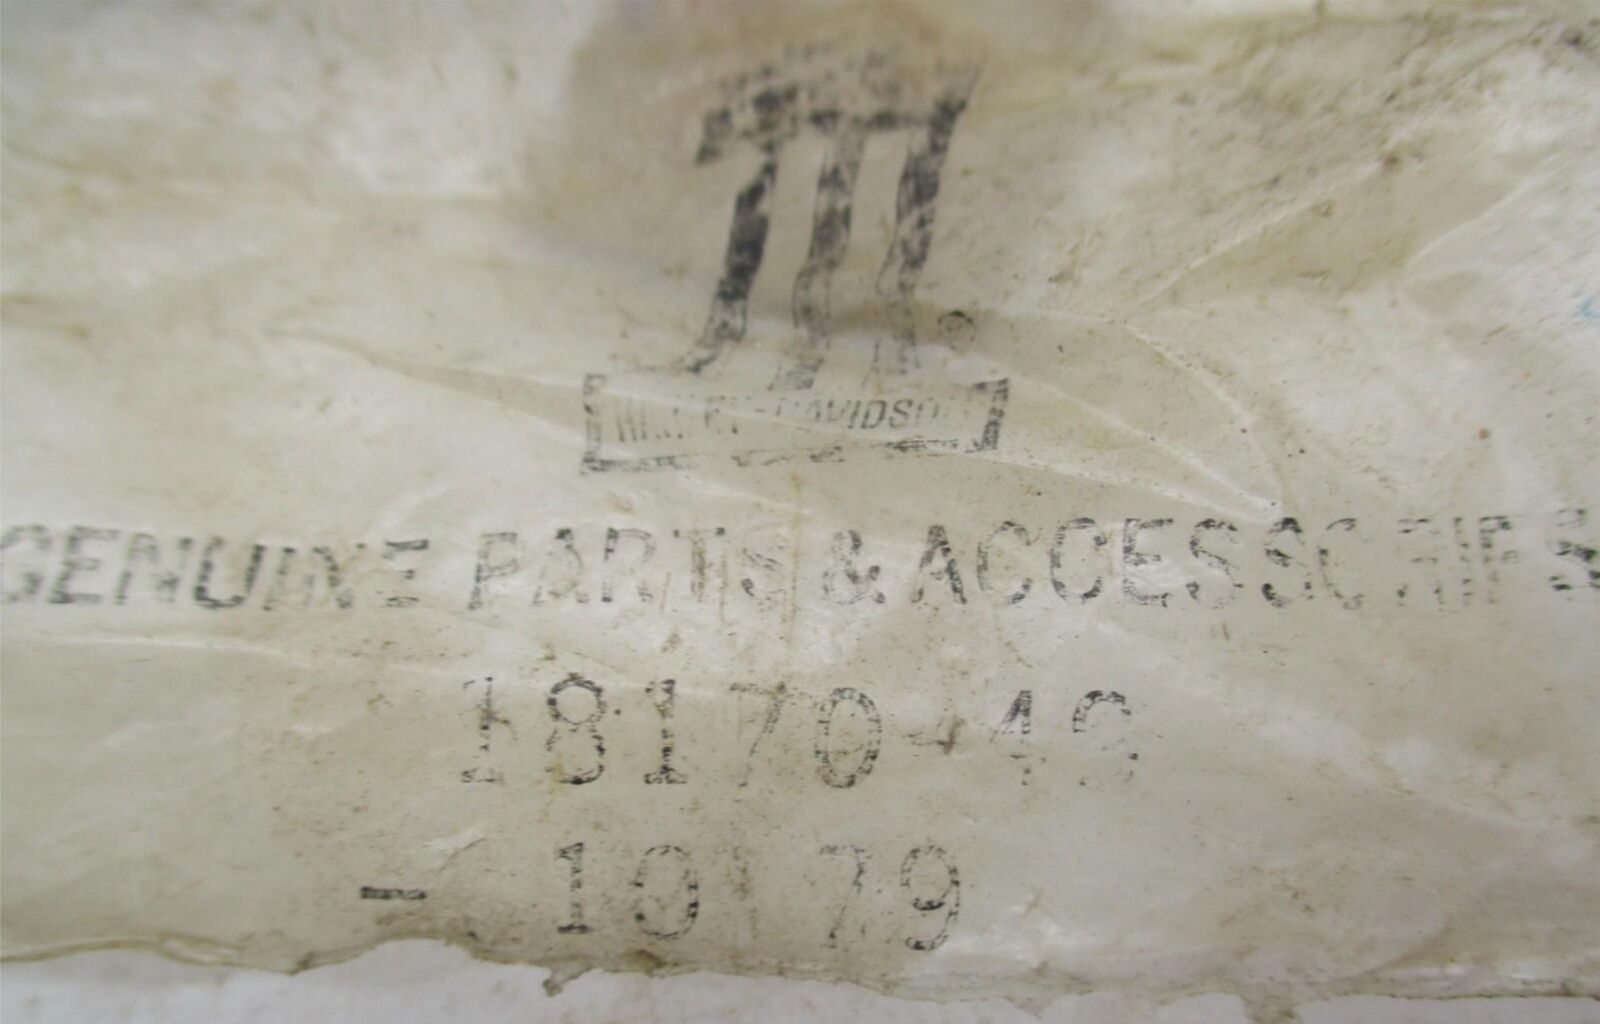 ®
HARLEY-DAVIDSON
GENUINE PARTS & ACCESSORIES
18170-48
- 10 79